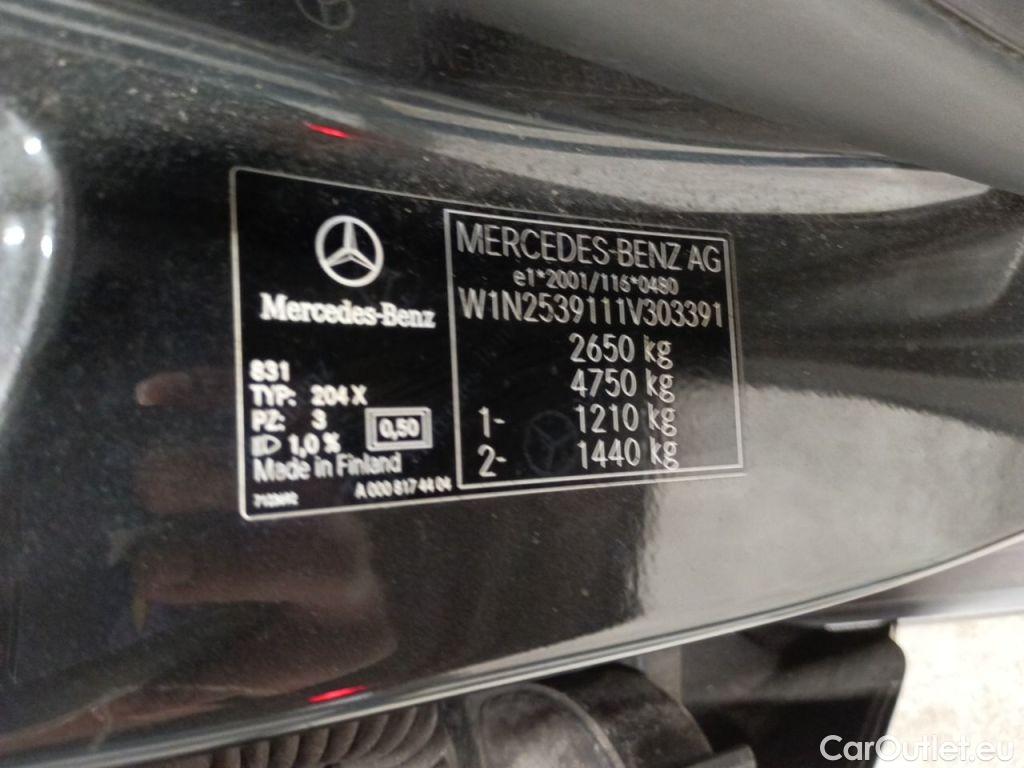 Mercedes-Benz
831
TYP: 204 X
PZ: 3
1,0 %
0,50
Made in Finland
A 000 817 44 04
MERCEDES-BENZ AG
e1*2001/116*0480
W1N2539111V303391
2650 kg
4750 kg
1- 1210 kg
2- 1440 kg
CarOutlet.eu